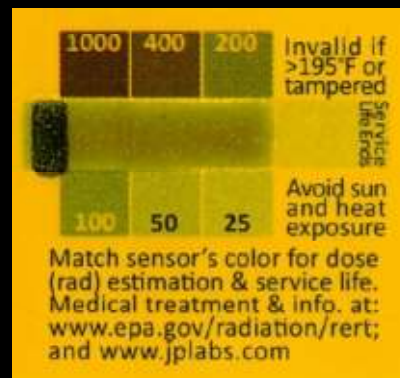 1000 400 200
Invalid if
>195°F or
tampered
Service
Life Ends
100 50 25
Avoid sun
and heat
exposure
Match sensor's color for dose
(rad) estimation & service life.
Medical treatment & info. at:
www.epa.gov/radiation/rert;
and www.jplabs.com